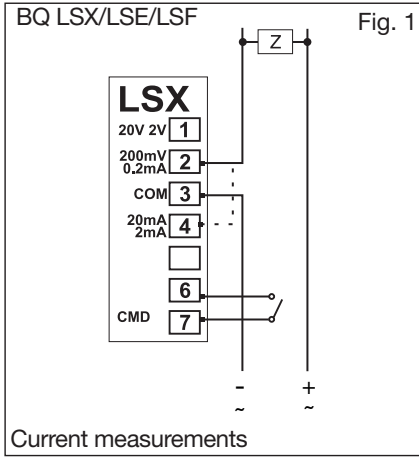 BQ LSX/LSE/LSF
Fig. 1
Z
LSX
20V 2V 1
200mV
0.2mA 2
COM 3
20mA
2mA 4
6
CMD 7
- +
~ ~
Current measurements